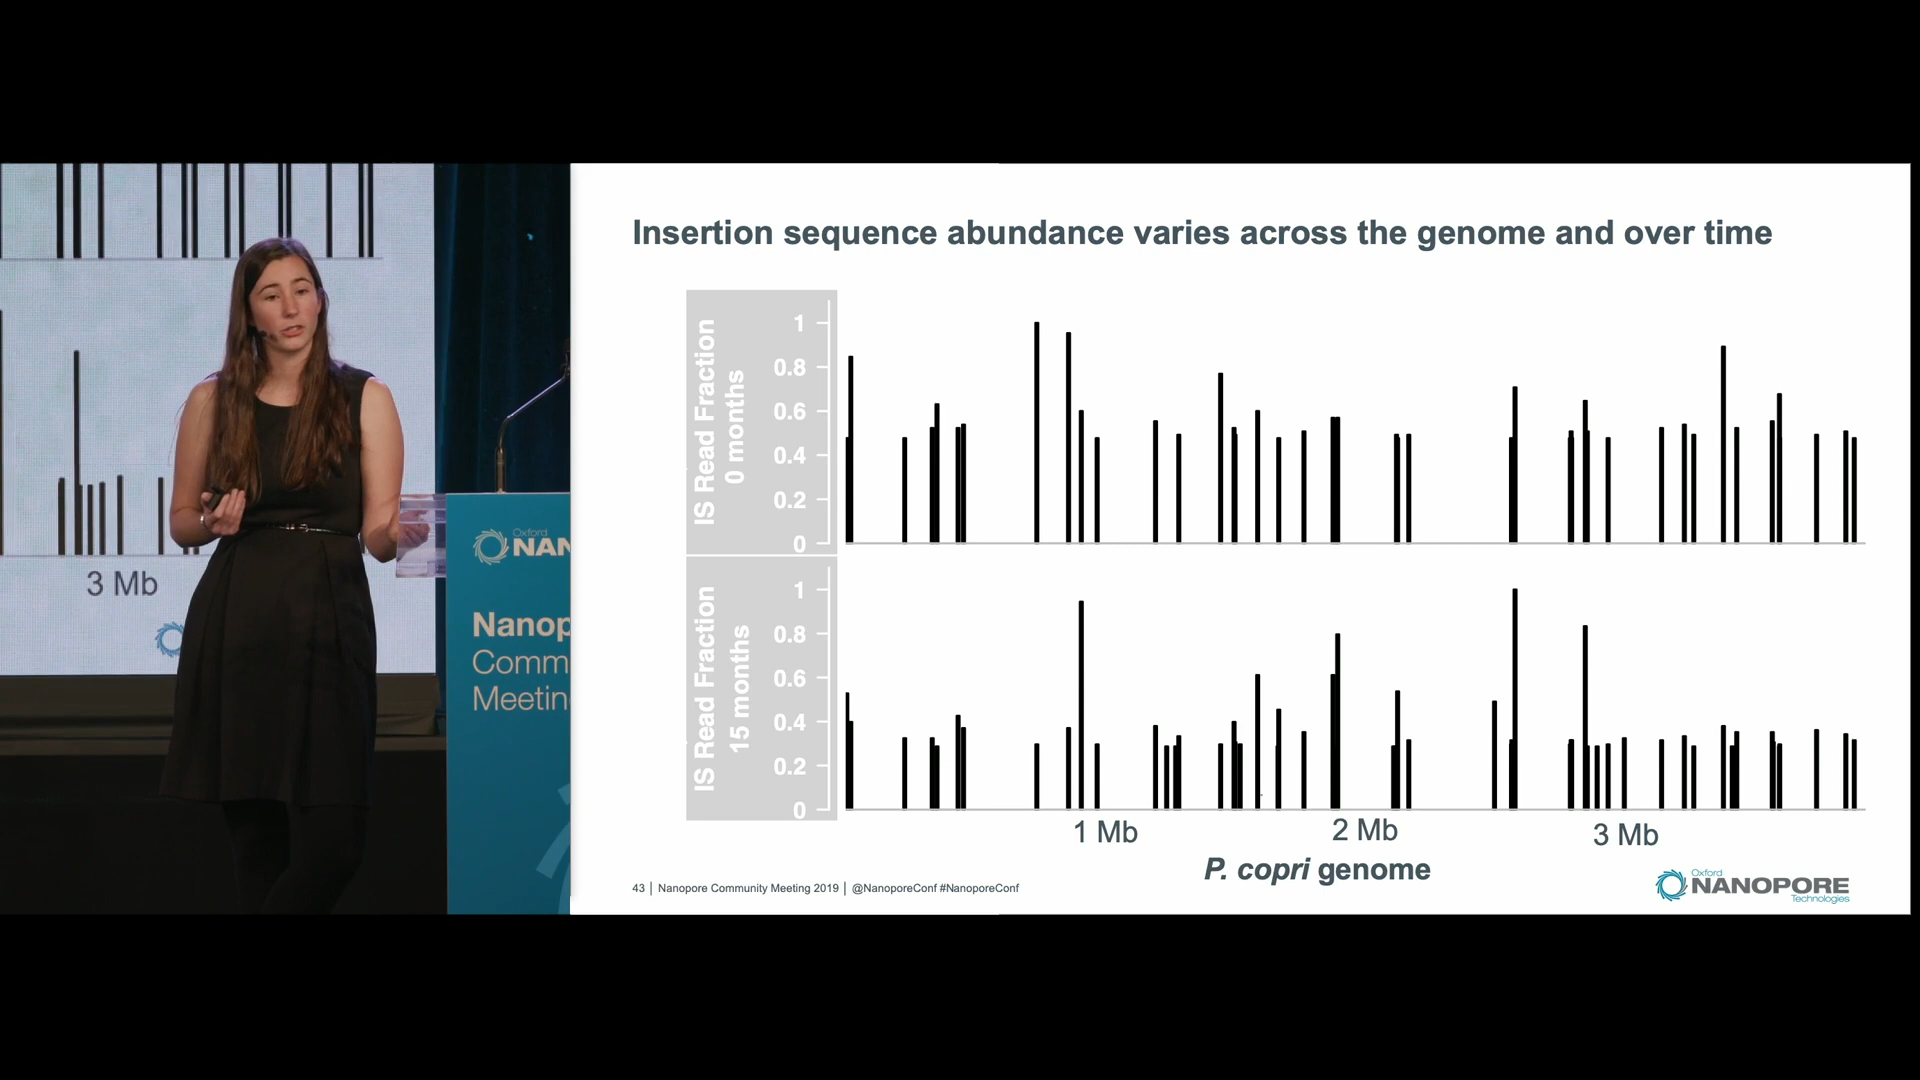 3 Mb
Oxford
NAN
Nanop
Comm
Meetin
Insertion sequence abundance varies across the genome and over time
IS Read Fraction
0 months
1
0.8
0.6
0.4
0.2
0
IS Read Fraction
15 months
1
0.8
0.6
0.4
0.2
0
1 Mb
2 Mb
3 Mb
P. copri genome
43 | Nanopore Community Meeting 2019 | @NanoporeConf #NanoporeConf
Oxford
NANOPORE
Technologies